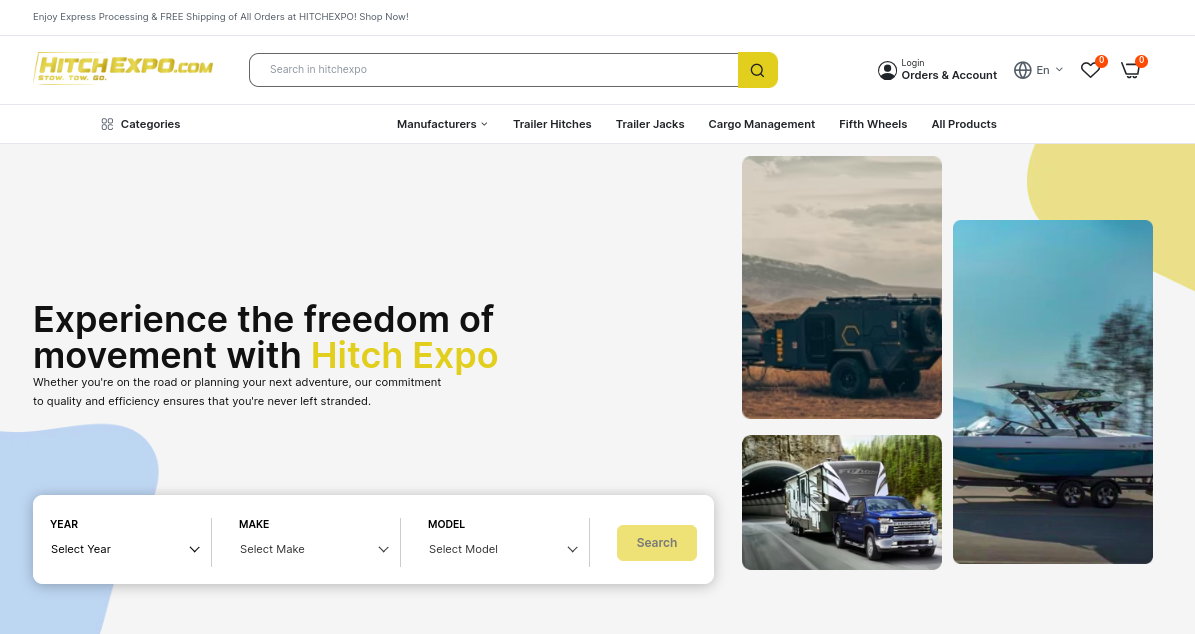 Enjoy Express Processing & FREE Shipping of All Orders at HITCHEXPO! Shop Now!
HITCHEXPO.COM
STOW. TOW. GO.
Search in hitchexpo
Login
Orders & Account
En
0
0
Categories
Manufacturers
Trailer Hitches
Trailer Jacks
Cargo Management
Fifth Wheels
All Products
Experience the freedom of
movement with Hitch Expo
Whether you're on the road or planning your next adventure, our commitment
to quality and efficiency ensures that you're never left stranded.
HIUE
YEAR
Select Year
MAKE
Select Make
MODEL
Select Model
Search